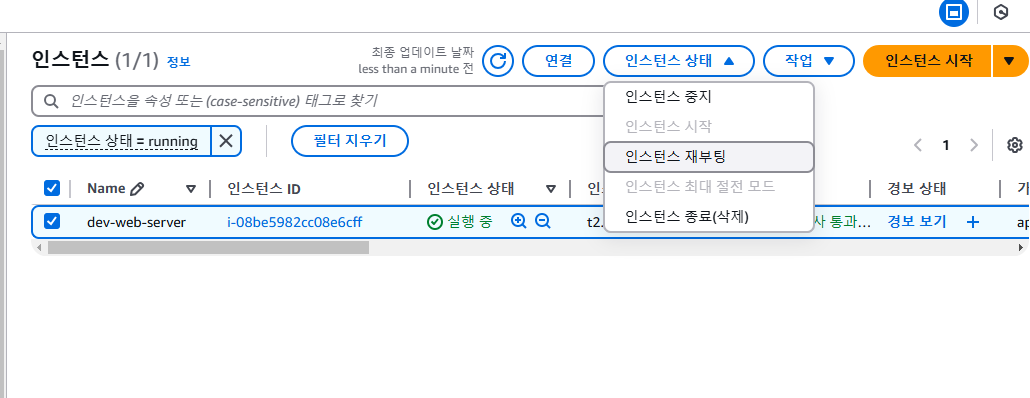 인스턴스 (1/1) 정보
최종 업데이트 날짜
less than a minute 전
연결
인스턴스 상태
작업
인스턴스 시작
인스턴스을 속성 또는 (case-sensitive) 태그로 찾기
인스턴스 중지
인스턴스 시작
인스턴스 재부팅
인스턴스 최대 절전 모드
인스턴스 종료(삭제)
인스턴스 상태 = running
필터 지우기
1
Name 인스턴스 ID 인스턴스 상태 경보 상태
dev-web-server i-08be5982cc08e6cff 실행 중 t2. 통과... 경보 보기 +